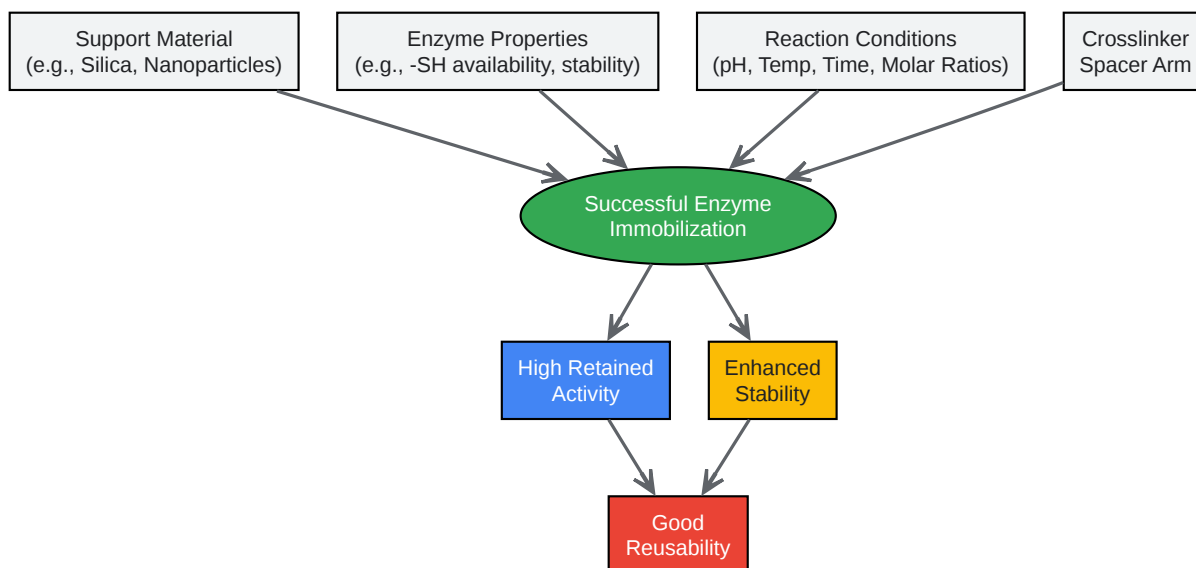 Support Material
(e.g., Silica, Nanoparticles)
Enzyme Properties
(e.g., -SH availability, stability)
Reaction Conditions
(pH, Temp, Time, Molar Ratios)
Crosslinker
Spacer Arm
Successful Enzyme
Immobilization
High Retained
Activity
Enhanced
Stability
Good
Reusability